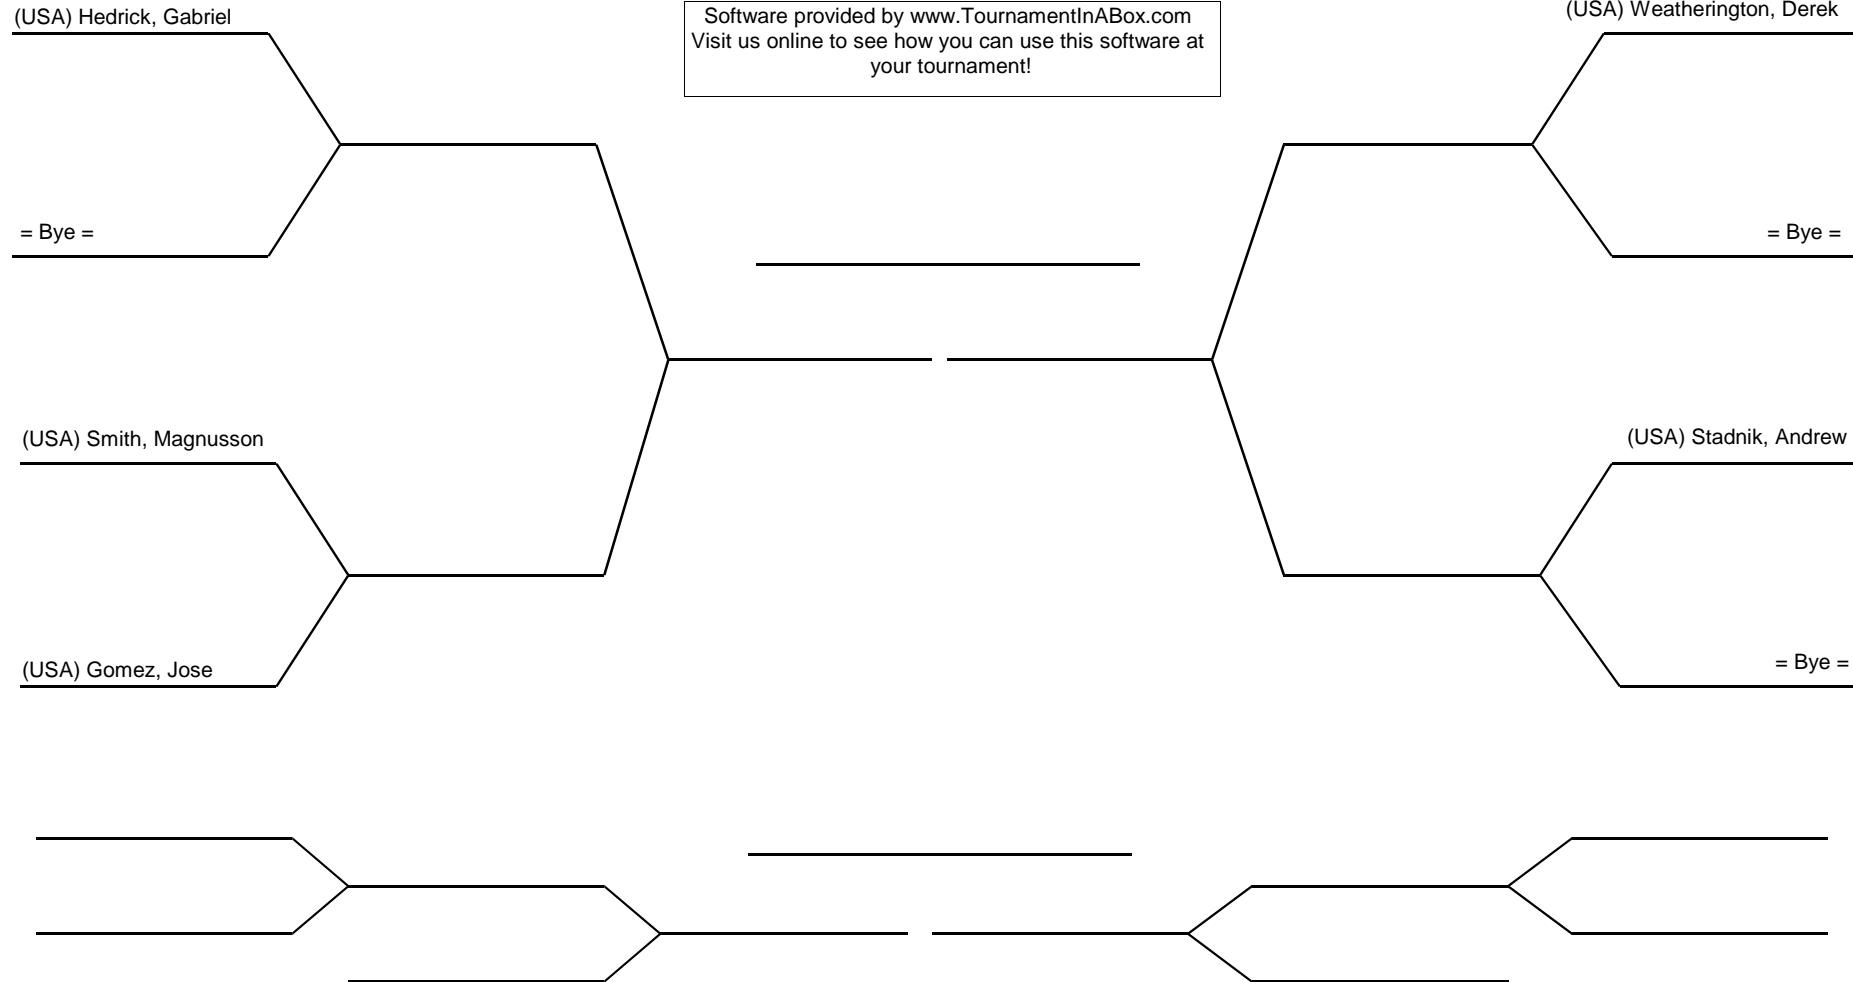 (USA) Hedrick, Gabriel
Software provided by www.TournamentInABox.com
Visit us online to see how you can use this software at
your tournament!
(USA) Weatherington, Derek
= Bye =
= Bye =
(USA) Smith, Magnusson
(USA) Stadnik, Andrew
(USA) Gomez, Jose
= Bye =